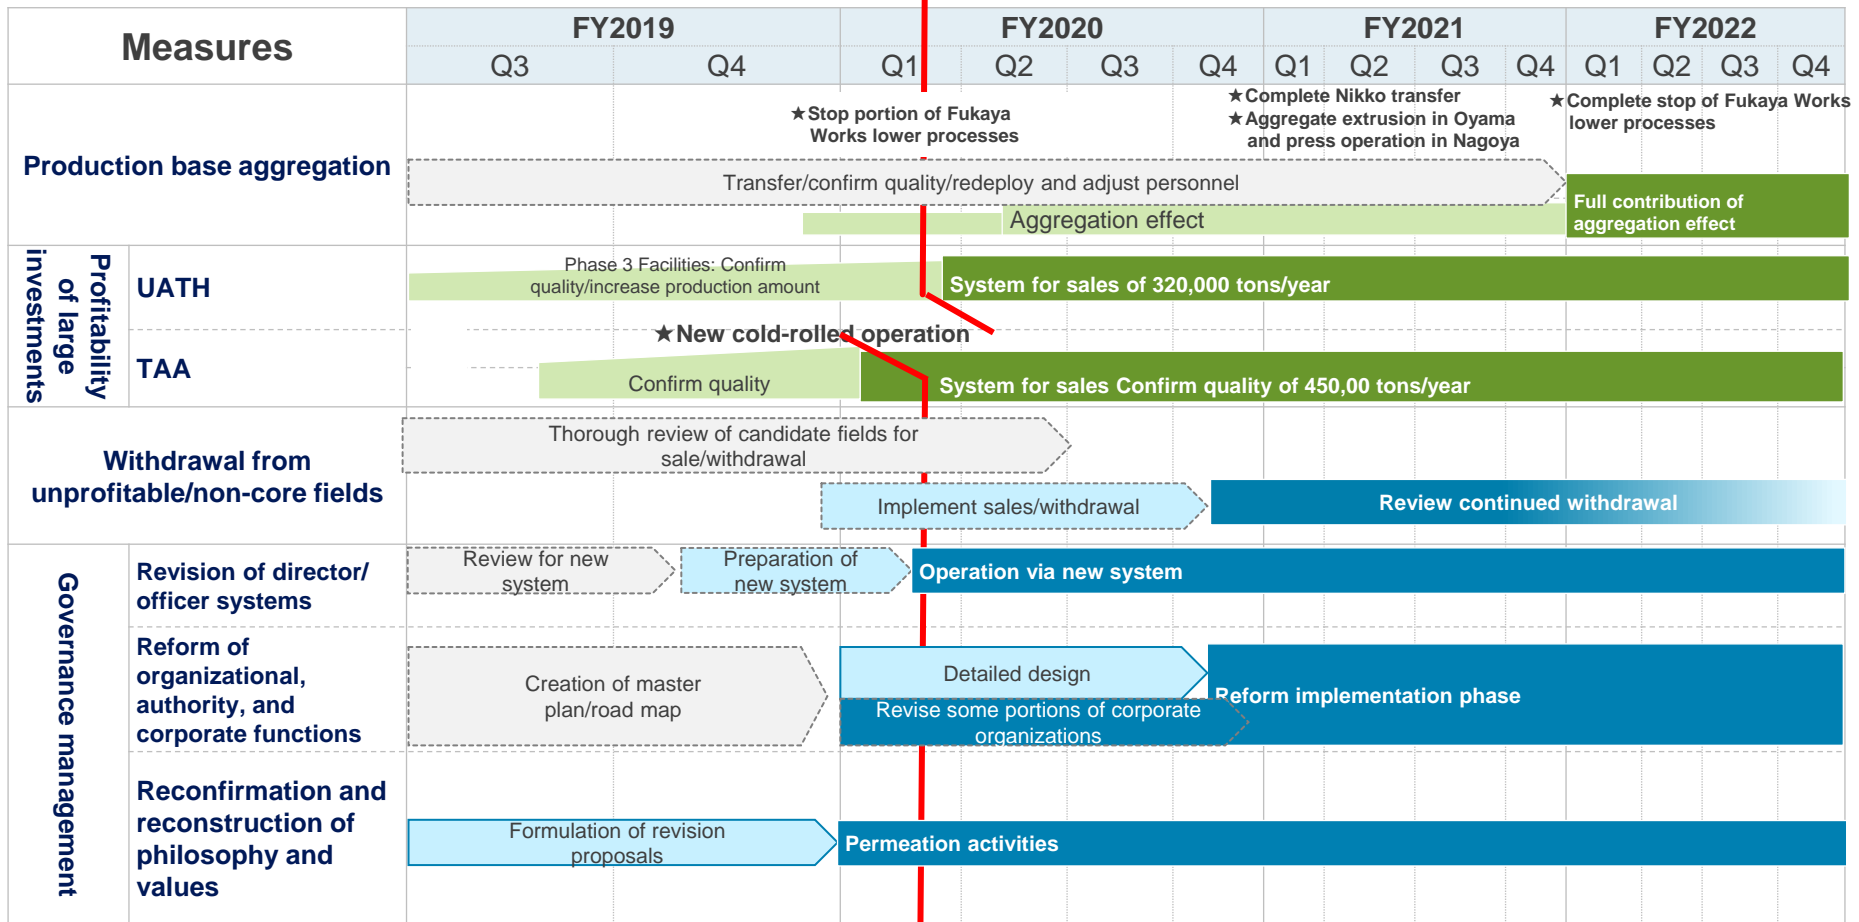 Measures
FY2019
FY2020
FY2021
FY2022
Q3
Q4
Q1
Q2
Q3
Q4
Q1
Q2
Q3
Q4
Q1
Q2
Q3
Q4
Production base aggregation
★Stop portion of Fukaya
Works lower processes
★Complete Nikko transfer
★Aggregate extrusion in Oyama
and press operation in Nagoya
★Complete stop of Fukaya Works
lower processes
Transfer/confirm quality/redeploy and adjust personnel
Aggregation effect
Full contribution of
aggregation effect
Profitability
of large
investments
UATH
Phase 3 Facilities: Confirm
quality/increase production amount
System for sales of 320,000 tons/year
★New cold-rolled operation
TAA
Confirm quality
System for sales Confirm quality of 450,00 tons/year
Withdrawal from
unprofitable/non-core fields
Thorough review of candidate fields for
sale/withdrawal
Implement sales/withdrawal
Review continued withdrawal
Governance management
Revision of director/
officer systems
Review for new
system
Preparation of
new system
Operation via new system
Reform of
organizational,
authority, and
corporate functions
Creation of master
plan/road map
Detailed design
Revise some portions of corporate
organizations
Reform implementation phase
Reconfirmation and
reconstruction of
philosophy and
values
Formulation of revision
proposals
Permeation activities